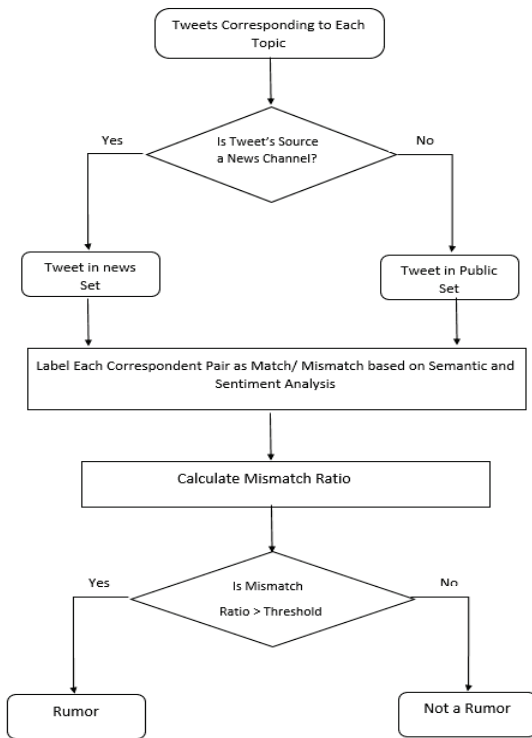 Tweets Corresponding to Each
Topic
Is Tweet's Source
a News Channel?
Yes
No
Tweet in news
Set
Tweet in Public
Set
Label Each Correspondent Pair as Match/ Mismatch based on Semantic and
Sentiment Analysis
Calculate Mismatch Ratio
Is Mismatch
Ratio > Threshold
Yes
No
Rumor
Not a Rumor